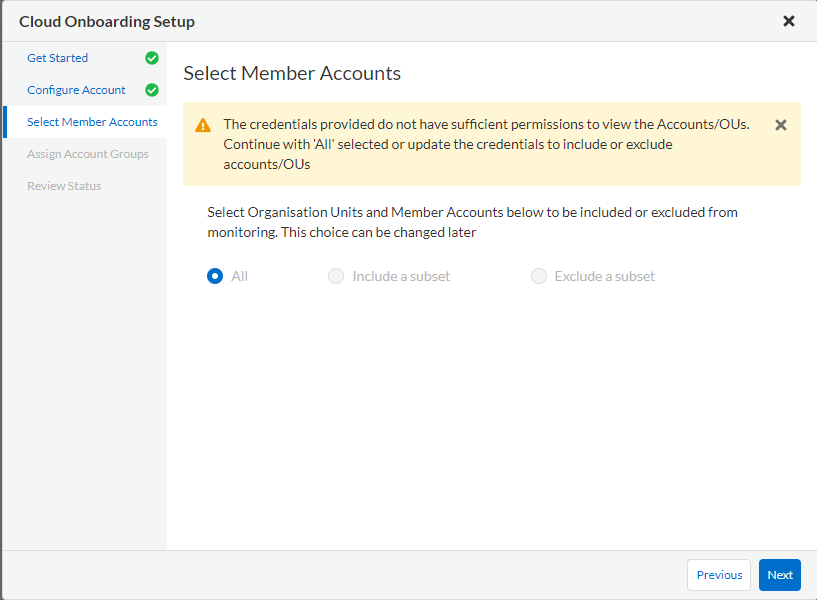 Cloud Onboarding Setup
Get Started
Configure Account
Select Member Accounts
Assign Account Groups
Review Status
Select Member Accounts
The credentials provided do not have sufficient permissions to view the Accounts/OUs.
Continue with 'All' selected or update the credentials to include or exclude
accounts/OUs
Select Organisation Units and Member Accounts below to be included or excluded from
monitoring. This choice can be changed later
All
Include a subset
Exclude a subset
Previous
Next